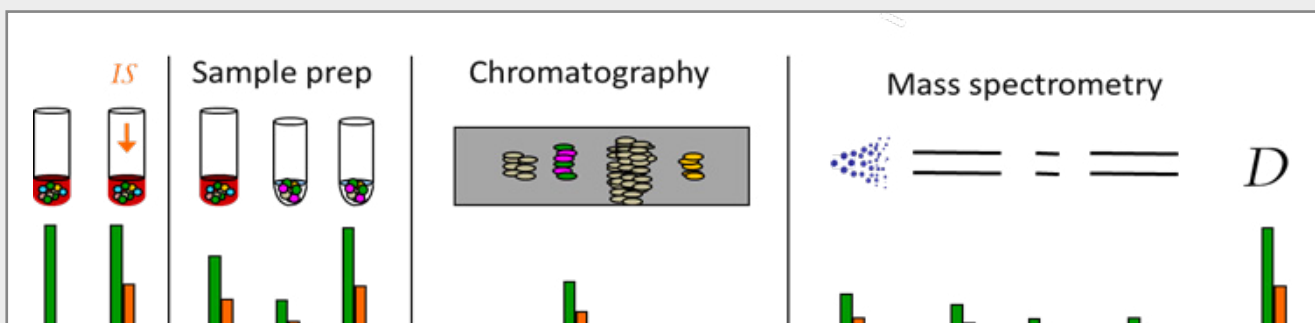 IS
Sample prep
Chromatography
Mass spectrometry
D